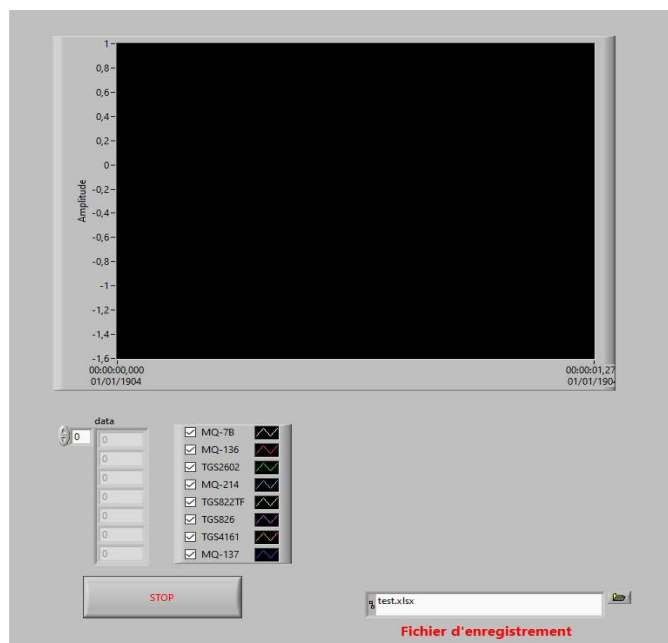 1
0,8
0,6
0,4
0,2
0
-0,2
-0,4
-0,6
-0,8
-1
-1,2
-1,4
-1,6
Amplitude
00:00:00,000
01/01/1904
00:00:01,27
01/01/190
data
0
0
0
0
0
0
0
0
MQ-7B
MQ-136
TGS2602
MQ-214
TGS822TF
TGS826
TGS4161
MQ-137
STOP
test.xlsx
Fichier d'enregistrement